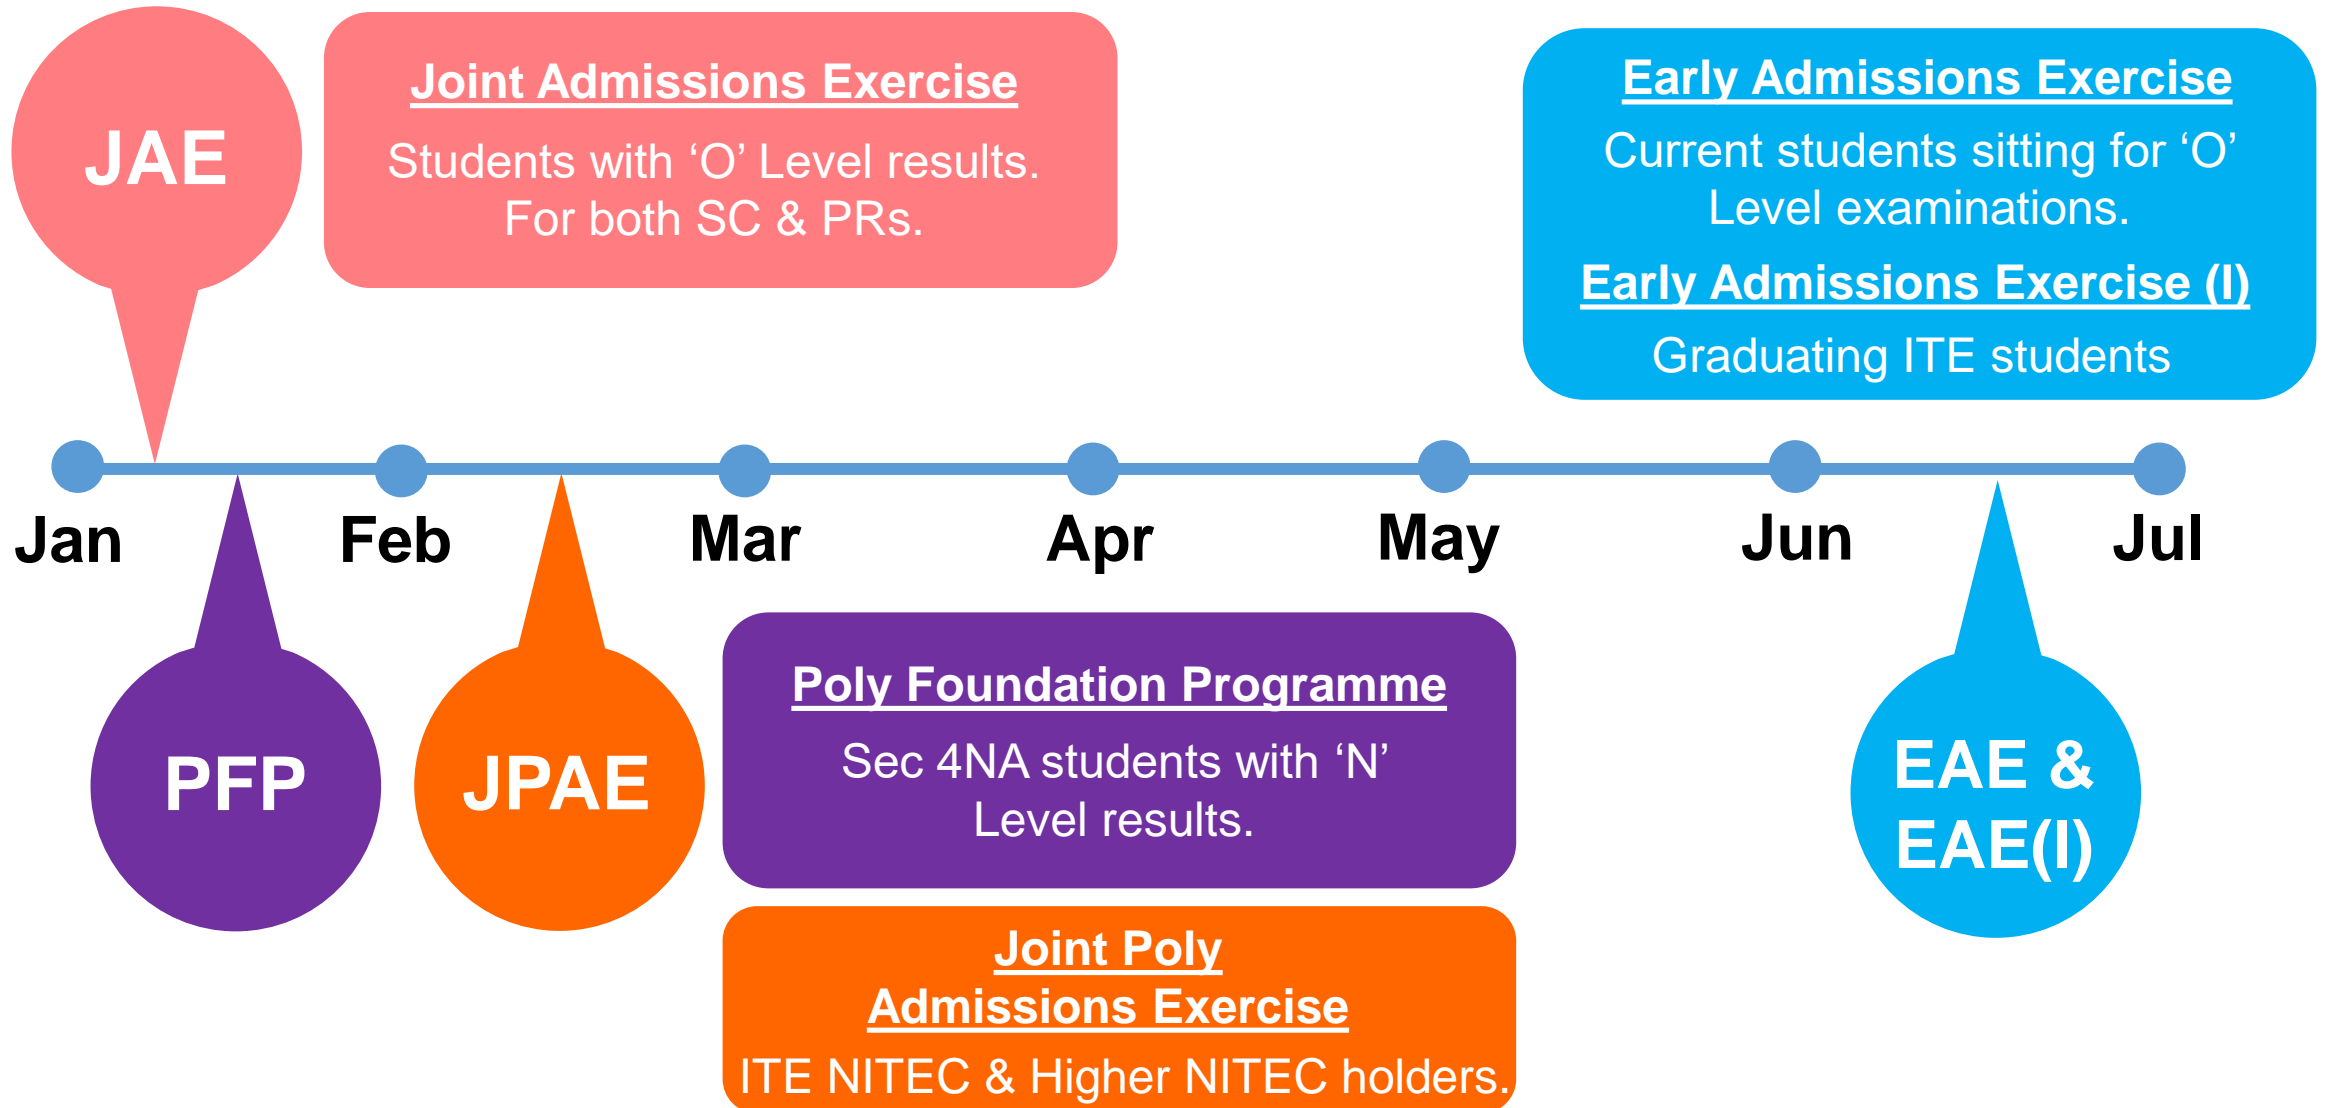 JAE
Joint Admissions Exercise
Students with ‘O’ Level results.
For both SC & PRs.
Early Admissions Exercise
Current students sitting for ‘O’
Level examinations.
Early Admissions Exercise (I)
Graduating ITE students
Jan
Feb
Mar
Apr
May
Jun
Jul
PFP
JPAE
Poly Foundation Programme
Sec 4NA students with ‘N’
Level results.
Joint Poly
Admissions Exercise
ITE NITEC & Higher NITEC holders.
EAE &
EAE(I)